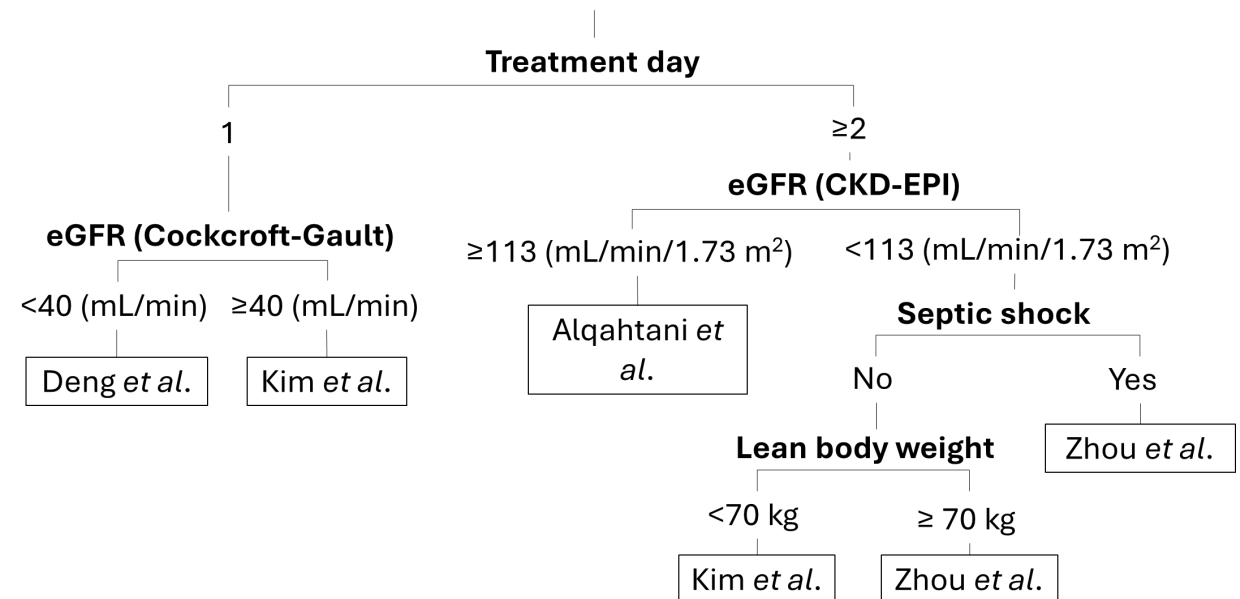 Treatment day
1
≥2
eGFR (CKD-EPI)
eGFR (Cockcroft-Gault)
≥113 (mL/min/1.73 m²)
<113 (mL/min/1.73 m²)
<40 (mL/min)
≥40 (mL/min)
Septic shock
Alqahtani et
al.
Deng et al.
Kim et al.
No
Yes
Lean body weight
Zhou et al.
<70 kg
≥ 70 kg
Kim et al.
Zhou et al.